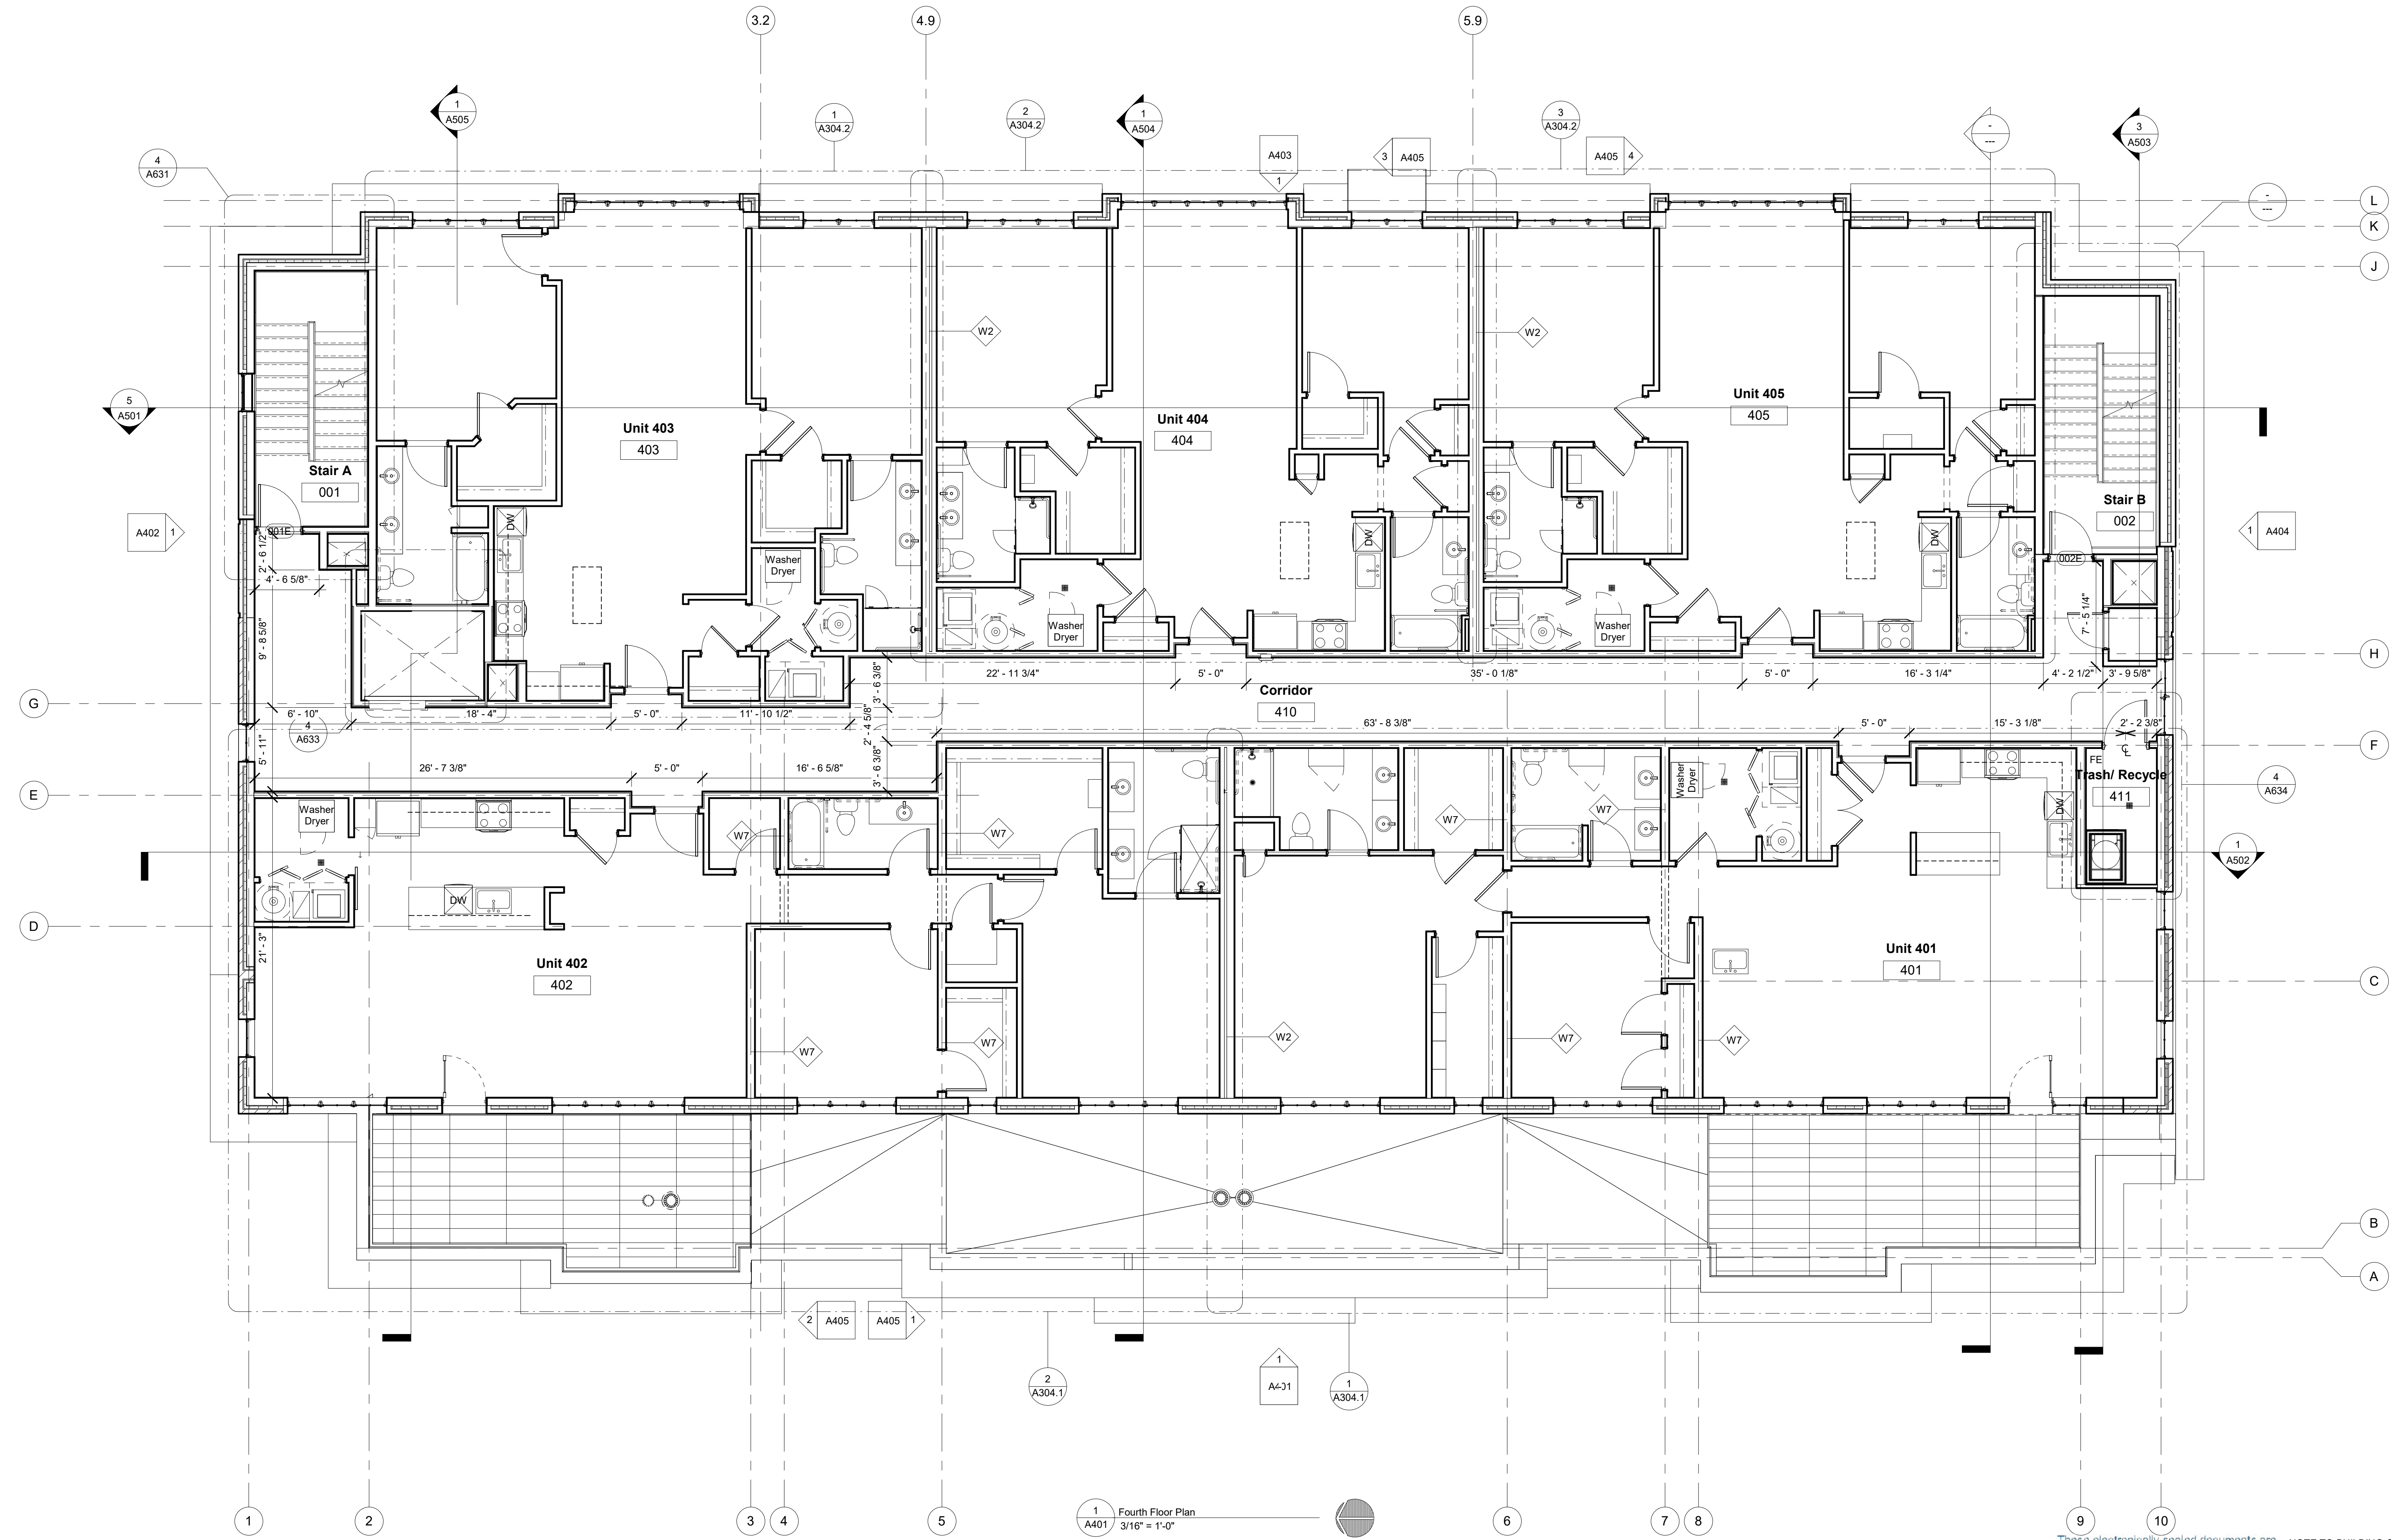 3.2
4.9
5.9
1
A505
1
A304.2
2
A304.2
1
A504
A403
1
3
A405
3
A304.2
A405
4
-
---
3
A503
4
A631
-
---
L
K
J
W2
W2
5
A501
Unit 403
403
Unit 404
404
Unit 405
405
Stair A
001
Stair B
002
A402
1
1
A404
001E
002E
DW
DW
DW
2' - 6 1/2"
4' - 6 5/8"
9' - 8 5/8"
Washer
Dryer
Washer
Dryer
Washer
Dryer
7' - 5 1/4"
H
22' - 11 3/4"
5' - 0"
35' - 0 1/8"
5' - 0"
16' - 3 1/4"
4' - 2 1/2"
3' - 9 5/8"
3' - 6 3/8"
Corridor
410
G
6' - 10"
18' - 4"
5' - 0"
11' - 10 1/2"
4
A633
2' - 4 5/8"
63' - 8 3/8"
5' - 0"
15' - 3 1/8"
2' - 2 3/8"
5' - 11"
3' - 6 3/8"
F
CL
FE
26' - 7 3/8"
5' - 0"
16' - 6 5/8"
E
Trash/ Recycle
411
4
A634
Washer
Dryer
Washer
Dryer
W7
W7
W7
W7
DW
1
A502
DW
D
21' - 3"
Unit 402
402
Unit 401
401
C
W7
W7
W2
W7
W7
B
A
2
A405
A405
1
2
A304.1
1
A401
1
A304.1
1
2
3
4
5
6
7
8
9
10
1
A401
Fourth Floor Plan
3/16" = 1'-0"
These electronically sealed documents are